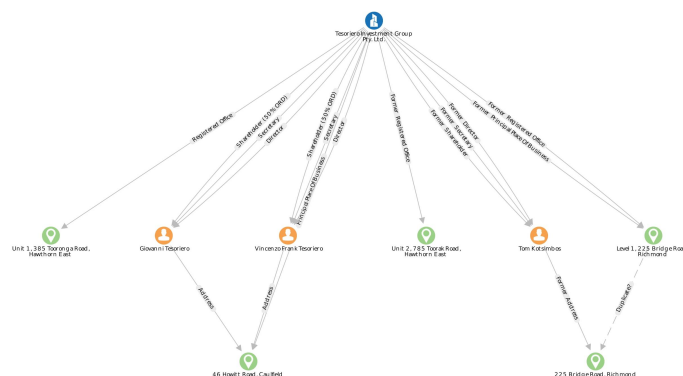 Tesoriero Investment Group
Pty. Ltd.
Registered Office
Shareholder (50% ORD)
Secretary
Director
Shareholder (50% ORD)
Secretary
Director
Principal Place Of Business
Former Registered Office
Former Director
Former Secretary
Former Shareholder
Former Registered Office
Former Principal Place Of Business
Unit 1, 385 Tooronga Road,
Hawthorn East
Giovanni Tesoriero
Vincenzo Frank Tesoriero
Unit 2, 785 Toorak Road,
Hawthorn East
Tom Kotsimbos
Level 1, 225 Bridge Roa
Richmond
Address
Address
Former Address
Duplicate?
46 Howitt Road, Caulfield
225 Bridge Road, Richmond